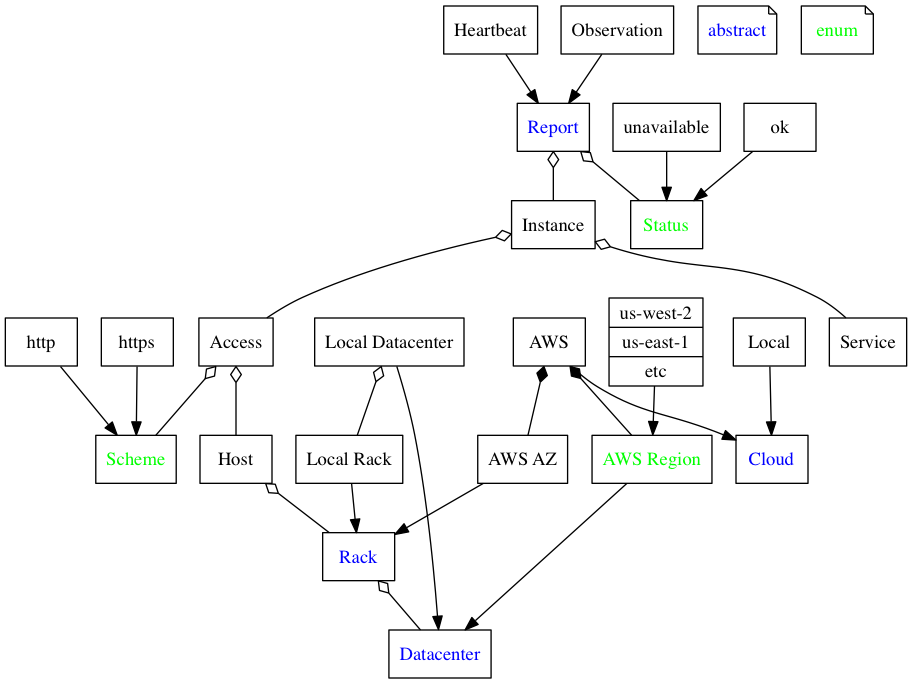 Heartbeat
Observation
abstract
enum
Report
unavailable
ok
Instance
Status
http
https
Access
Local Datacenter
AWS
us-west-2
us-east-1
etc
Local
Service
Scheme
Host
Local Rack
AWS AZ
AWS Region
Cloud
Rack
Datacenter